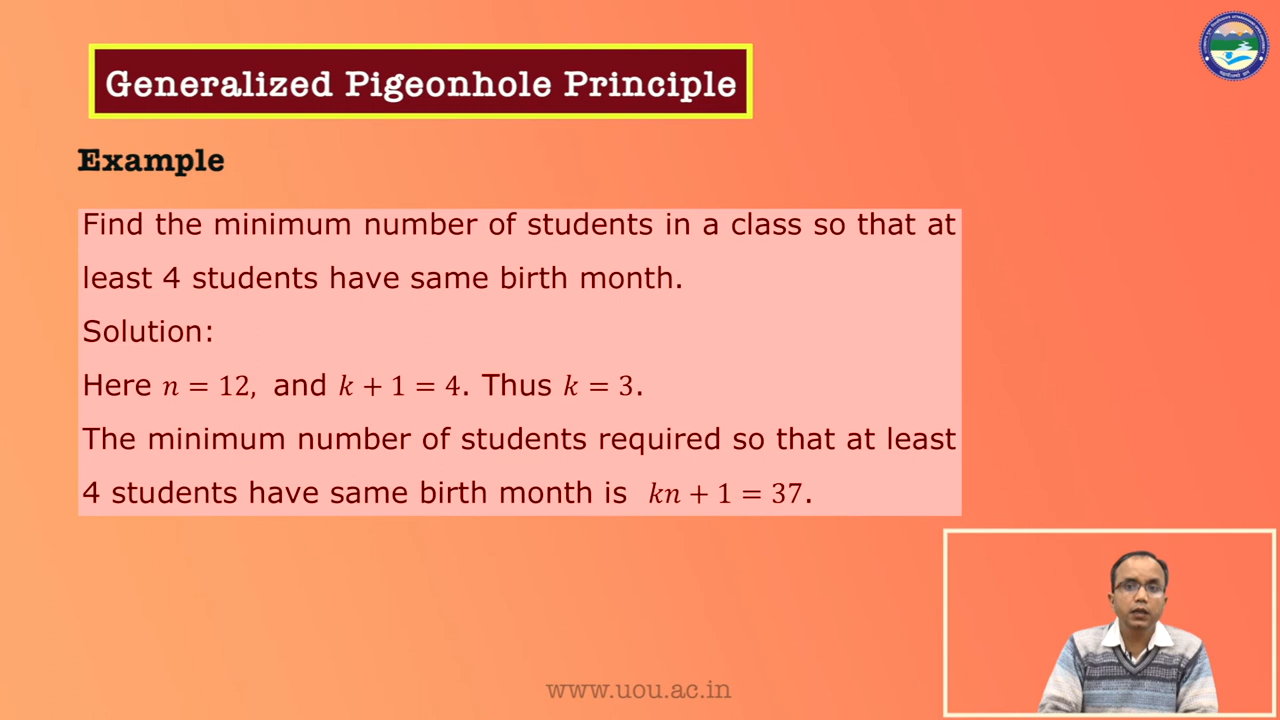 Generalized Pigeonhole Principle
Example
Find the minimum number of students in a class so that at
least 4 students have same birth month.
Solution:
Here n = 12, and k + 1 = 4. Thus k = 3.
The minimum number of students required so that at least
4 students have same birth month is kn + 1 = 37.
www.uou.ac.in